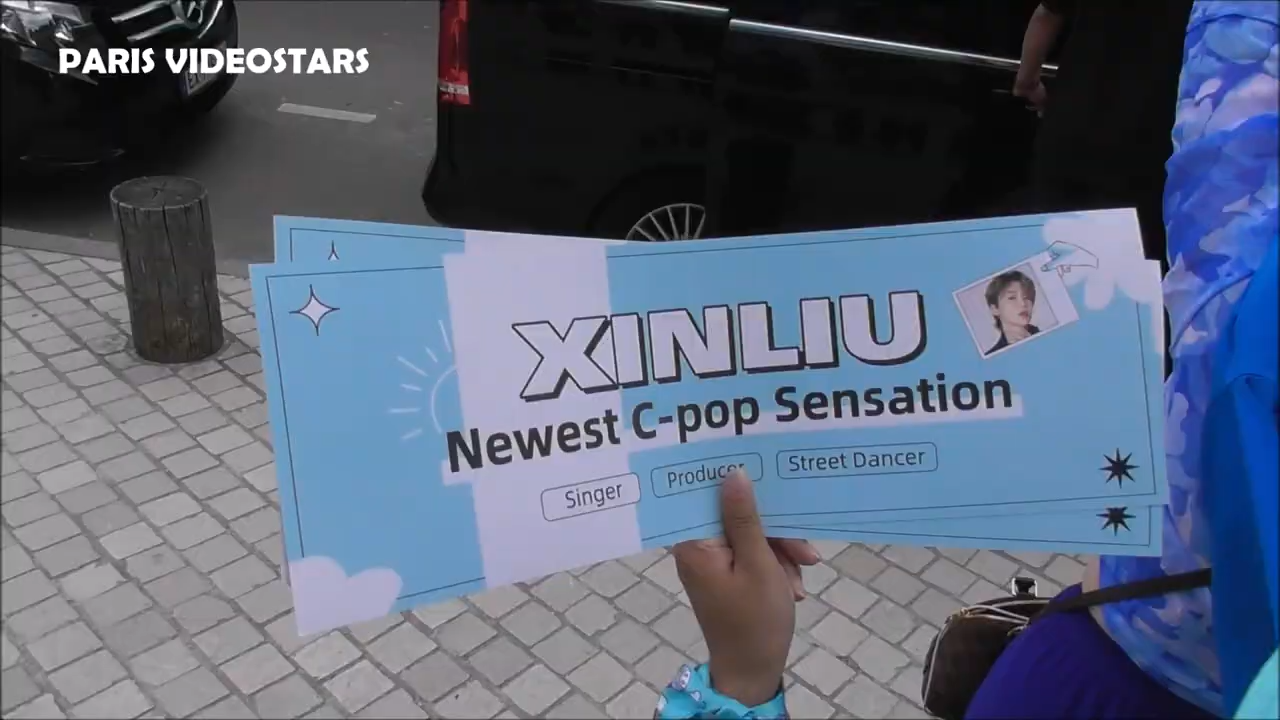 PARIS VIDEOSTARS
XINLIU
Newest C-pop Sensation
Singer Producer Street Dancer